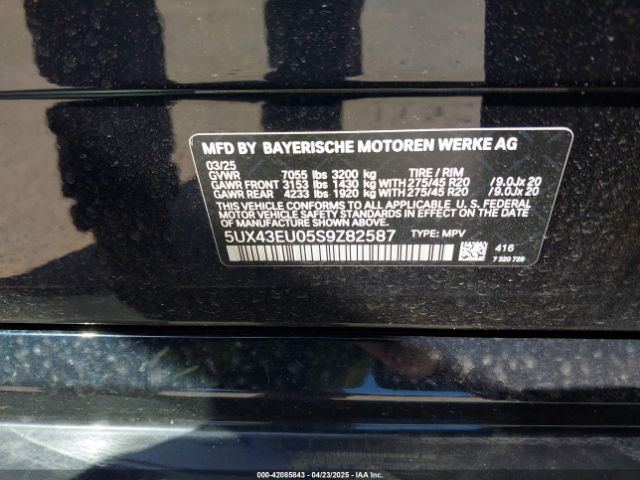 MFD BY BAYERISCHE MOTOREN WERKE AG
03/25
GVWR 7055 lbs 3200 kg TIRE / RIM
GAWR FRONT 3153 lbs 1430 kg WITH 275/45 R20 / 9.0Jx 20
GAWR REAR 4233 lbs 1920 kg WITH 275/45 R20 / 9.0Jx 20
THIS VEHICLE CONFORMS TO ALL APPLICABLE U. S. FEDERAL
MOTOR VEHICLE SAFETY STANDARDS IN EFFECT ON THE DATE
OF MANUFACTURE SHOWN ABOVE.
5UX43EU05S9Z82587 TYPE: MPV
416
7 320 726
000-42085843 - 04/23/2025 - IAA Inc.